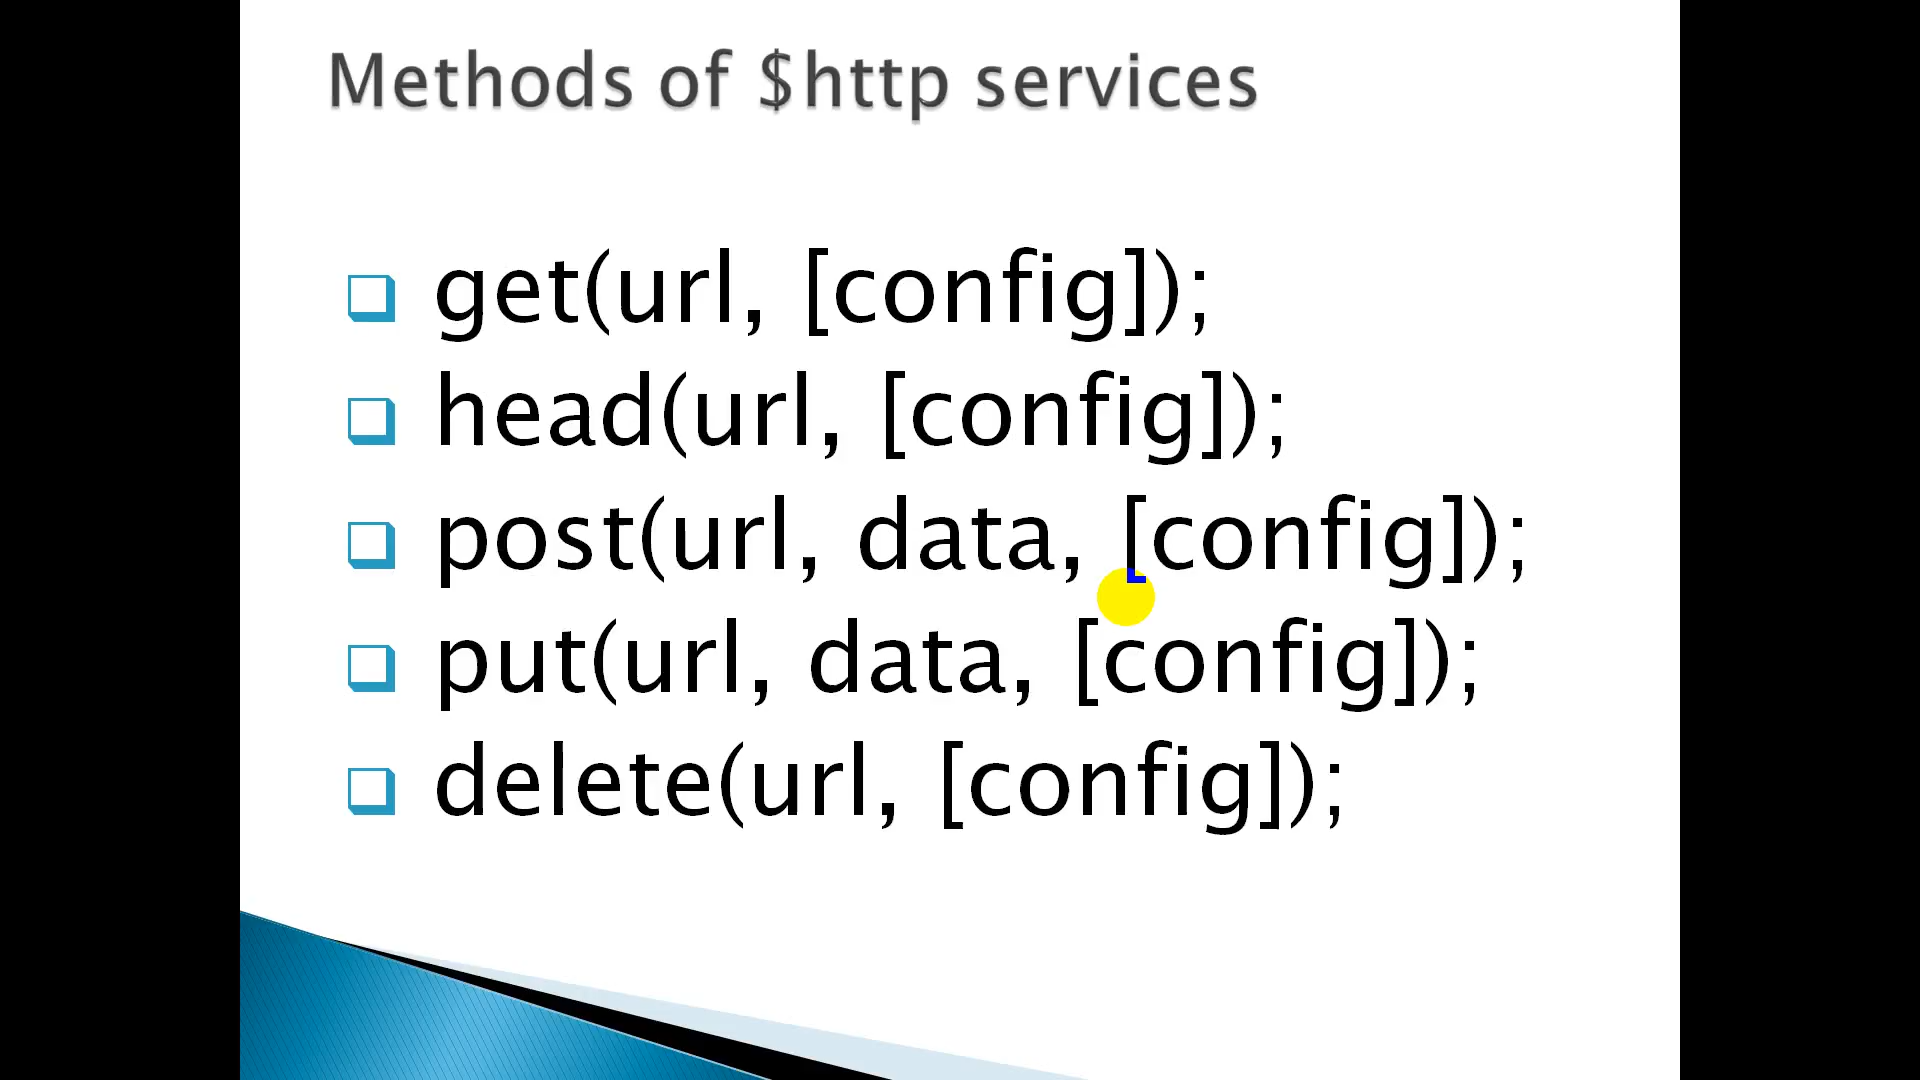 Methods of $http services
get(url, [config]);
head(url, [config]);
post(url, data, [config]);
put(url, data, [config]);
delete(url, [config]);